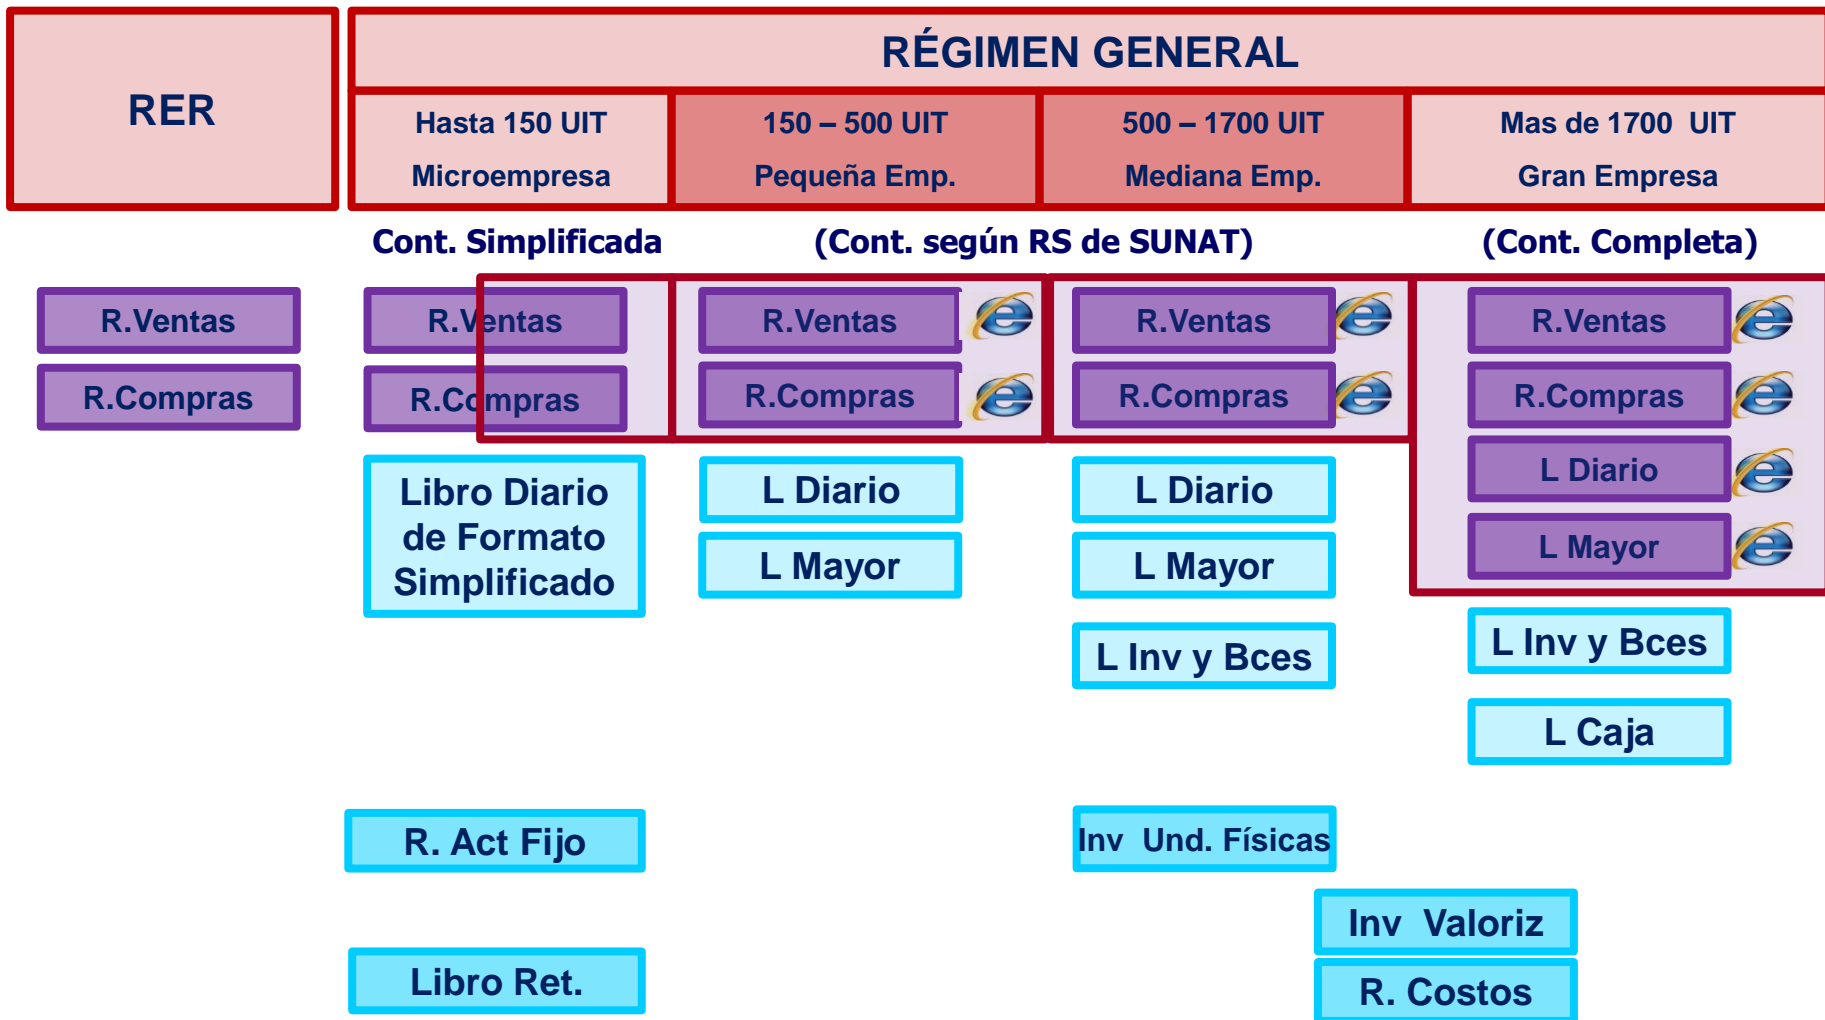 RER
RÉGIMEN GENERAL
Hasta 150 UIT
Microempresa
150 – 500 UIT
Pequeña Emp.
500 – 1700 UIT
Mediana Emp.
Mas de 1700 UIT
Gran Empresa
Cont. Simplificada
(Cont. según RS de SUNAT)
(Cont. Completa)
R.Ventas
R.Ventas
R.Ventas
R.Ventas
R.Ventas
R.Compras
R.Compras
R.Compras
R.Compras
R.Compras
Libro Diario
de Formato
Simplificado
L Diario
L Diario
L Diario
L Mayor
L Mayor
L Mayor
L Inv y Bces
L Inv y Bces
L Caja
R. Act Fijo
Inv Und. Físicas
Inv Valoriz
Libro Ret.
R. Costos